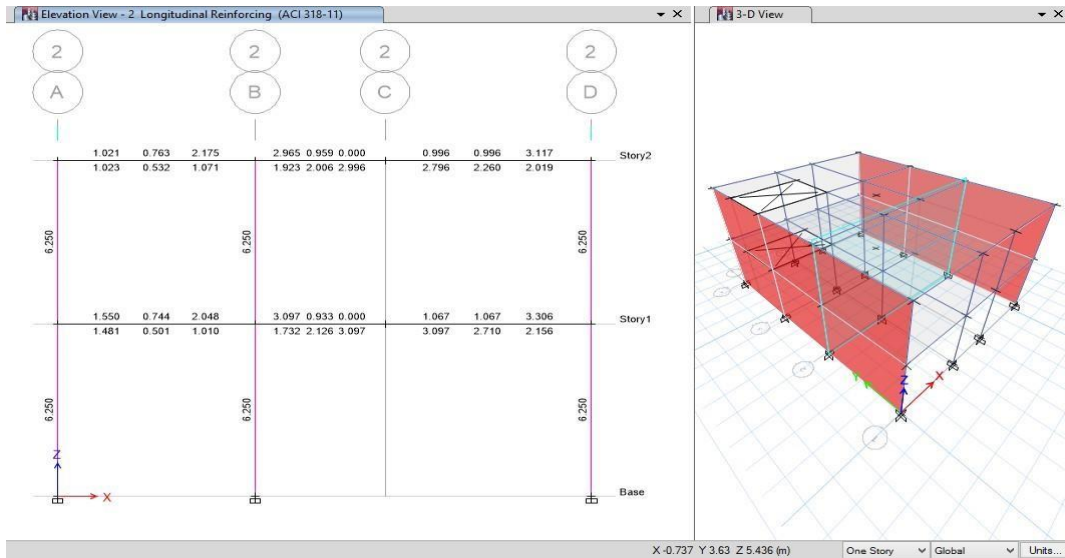 Elevation View - 2 Longitudinal Reinforcing (ACI 318-11)
3-D View
2 2 2 2
A B C D
1.021 0.763 2.175 2.965 0.959 0.000 0.996 0.996 3.117 Story2
1.023 0.532 1.071 1.923 2.006 2.996 2.796 2.260 2.019
6.250 6.250 6.250
1.550 0.744 2.048 3.097 0.933 0.000 1.067 1.067 3.306 Story1
1.481 0.501 1.010 1.732 2.126 3.097 3.097 2.710 2.156
6.250 6.250 6.250
Z
X
Base
Z
X
X -0.737 Y 3.63 Z 5.436 (m)
One Story
Global
Units...